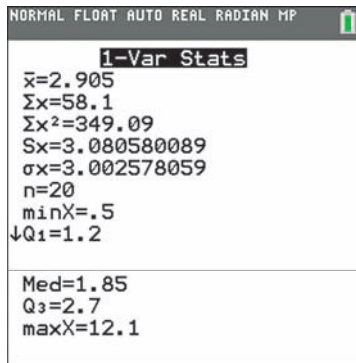 NORMAL FLOAT AUTO REAL RADIAN MP
1-Var Stats
x̄=2.905
Σx=58.1
Σx²=349.09
Sx=3.080580089
σx=3.002578059
n=20
minX=.5
↓Q₁=1.2
Med=1.85
Q₃=2.7
maxX=12.1